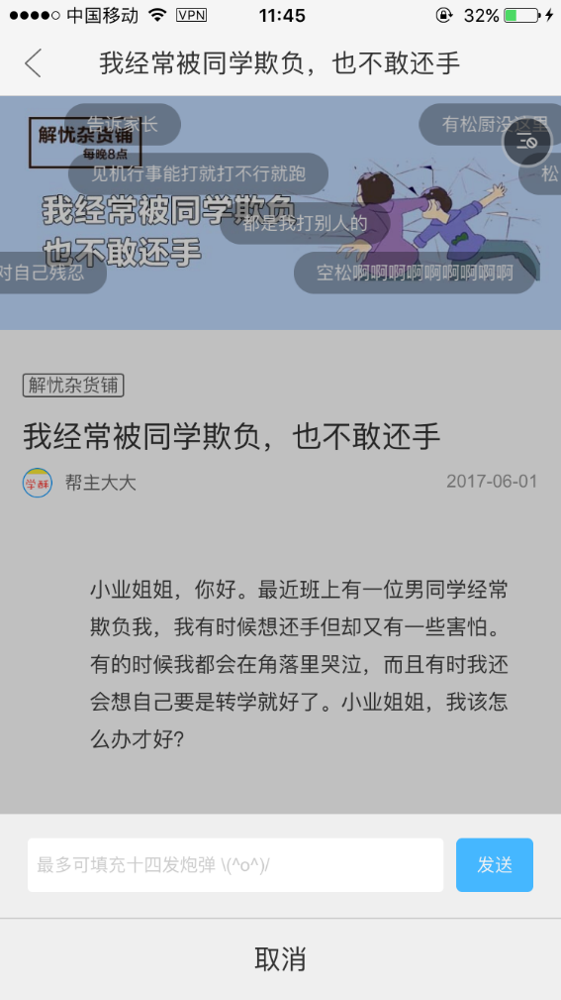 中国移动 VPN 11:45 32%
我经常被同学欺负，也不敢还手
告诉家长 有松厨没这里
解忧杂货铺
每晚8点
见机行事能打就打不行就跑 松
我经常被同学欺负
都是我打别人的
也不敢还手
对自己残忍 空松啊啊啊啊啊啊啊啊啊
解忧杂货铺
我经常被同学欺负，也不敢还手
学酥 帮主大大 2017-06-01
小业姐姐，你好。最近班上有一位男同学经常
欺负我，我有时候想还手但却又有一些害怕。
有的时候我都会在角落里哭泣，而且有时我还
会想自己要是转学就好了。小业姐姐，我该怎
么办才好?
最多可填充十四发炮弹 \(^o^)/ 发送
取消